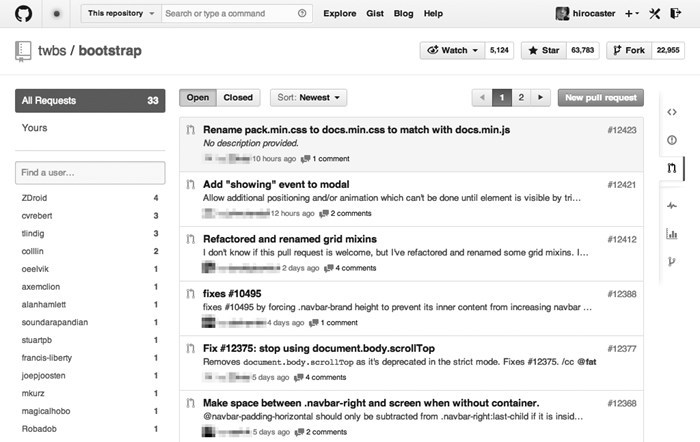 This repository Search or type a command Explore Gist Blog Help hirocaster
twbs / bootstrap Watch 5,124 Star 63,783 Fork 22,955
All Requests 33
Yours
Find a user...
ZDroid 4
cvrebert 3
tlindig 3
colllin 2
oeelvik 1
axemclion 1
alanhamlett 1
soundarapandian 1
stuartpb 1
francis-liberty 1
joepjoosten 1
mkurz 1
magicalhobo 1
Robadob 1
Open Closed Sort: Newest 1 2 New pull request
Rename pack.min.css to docs.min.css to match with docs.min.js #12423
No description provided.
10 hours ago 1 comment
Add "showing" event to modal #12421
Allow additional positioning and/or animation which can't be done until element is visible by tri…
12 hours ago 2 comments
Refactored and renamed grid mixins #12412
I don't know if this pull request is welcome, but I've refactored and renamed some grid mixins. I…
2 days ago 4 comments
fixes #10495 #12388
fixes #10495 by forcing .navbar-brand height to prevent its inner content from increasing navbar …
4 days ago 1 comment
Fix #12375: stop using document.body.scrollTop #12377
Removes document.body.scrollTop as it's deprecated in the strict mode. Fixes #12375. /cc @fat
5 days ago 4 comments
Make space between .navbar-right and screen when without container. #12368
@navbar-padding-horizontal should only be subtracted from .navbar-right:last-child if it is insid…
5 days ago 2 comments